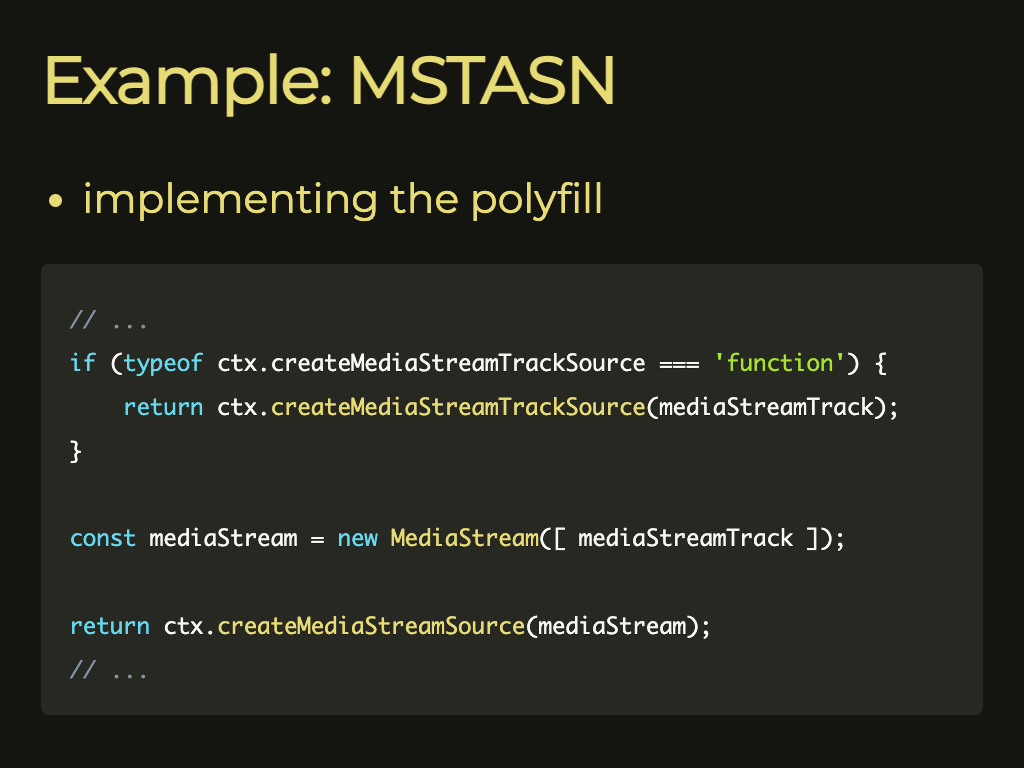 Example: MSTASN
• implementing the polyfill
// ...
if (typeof ctx.createMediaStreamTrackSource === 'function') {
    return ctx.createMediaStreamTrackSource(mediaStreamTrack);
}
const mediaStream = new MediaStream([ mediaStreamTrack ]);
return ctx.createMediaStreamSource(mediaStream);
// ...